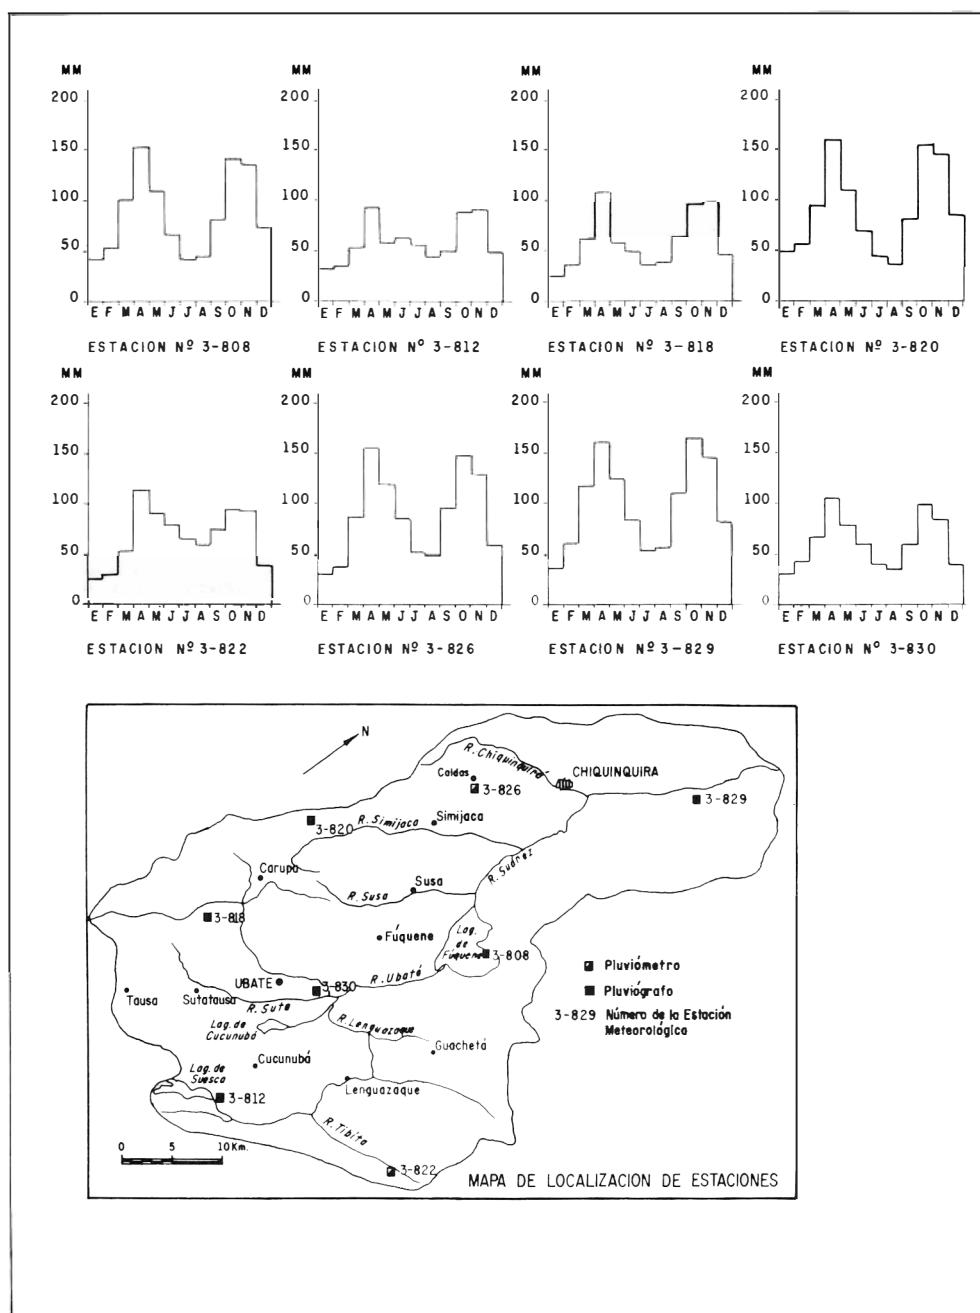 MM
200
150
100
50
0
E F M A M J J A S O N D
ESTACION Nº 3-808
MM
200
150
100
50
0
E F M A M J J A S O N D
ESTACION N° 3-812
MM
200
150
100
50
0
E F M A M J J A S O N D
ESTACION Nº 3-818
MM
200
150
100
50
0
E F M A M J J A S O N D
ESTACION Nº 3-820
MM
200
150
100
50
0
E F M A M J J A S O N D
ESTACION Nº 3-822
MM
200
150
100
50
0
E F M A M J J A S O N D
ESTACION Nº 3-826
MM
200
150
100
50
0
E F M A M J J A S O N D
ESTACION Nº 3-829
MM
200
150
100
50
0
E F M A M J J A S O N D
ESTACION N° 3-830
N
R. Chiquinquirá
Caldas
CHIQUINQUIRA
3-826
3-829
3-820
R. Simijaca
Simijaca
R. Suárez
Carupa
Susa
R. Susa
3-818
Fúquene
Lag.
de
Fúquene
3-808
R. Ubaté
UBATE
3-830
Tausa
Sutatausa
R. Suta
Lag. de
Cucunubá
R. Lenguazaque
Guachetá
Cucunubá
Lag. de
Suesca
3-812
Lenguazaque
R. Tibita
3-822
Pluviómetro
Pluviógrafo
3-829 Número de la Estación
Meteorológica
0 5 10 Km.
MAPA DE LOCALIZACION DE ESTACIONES